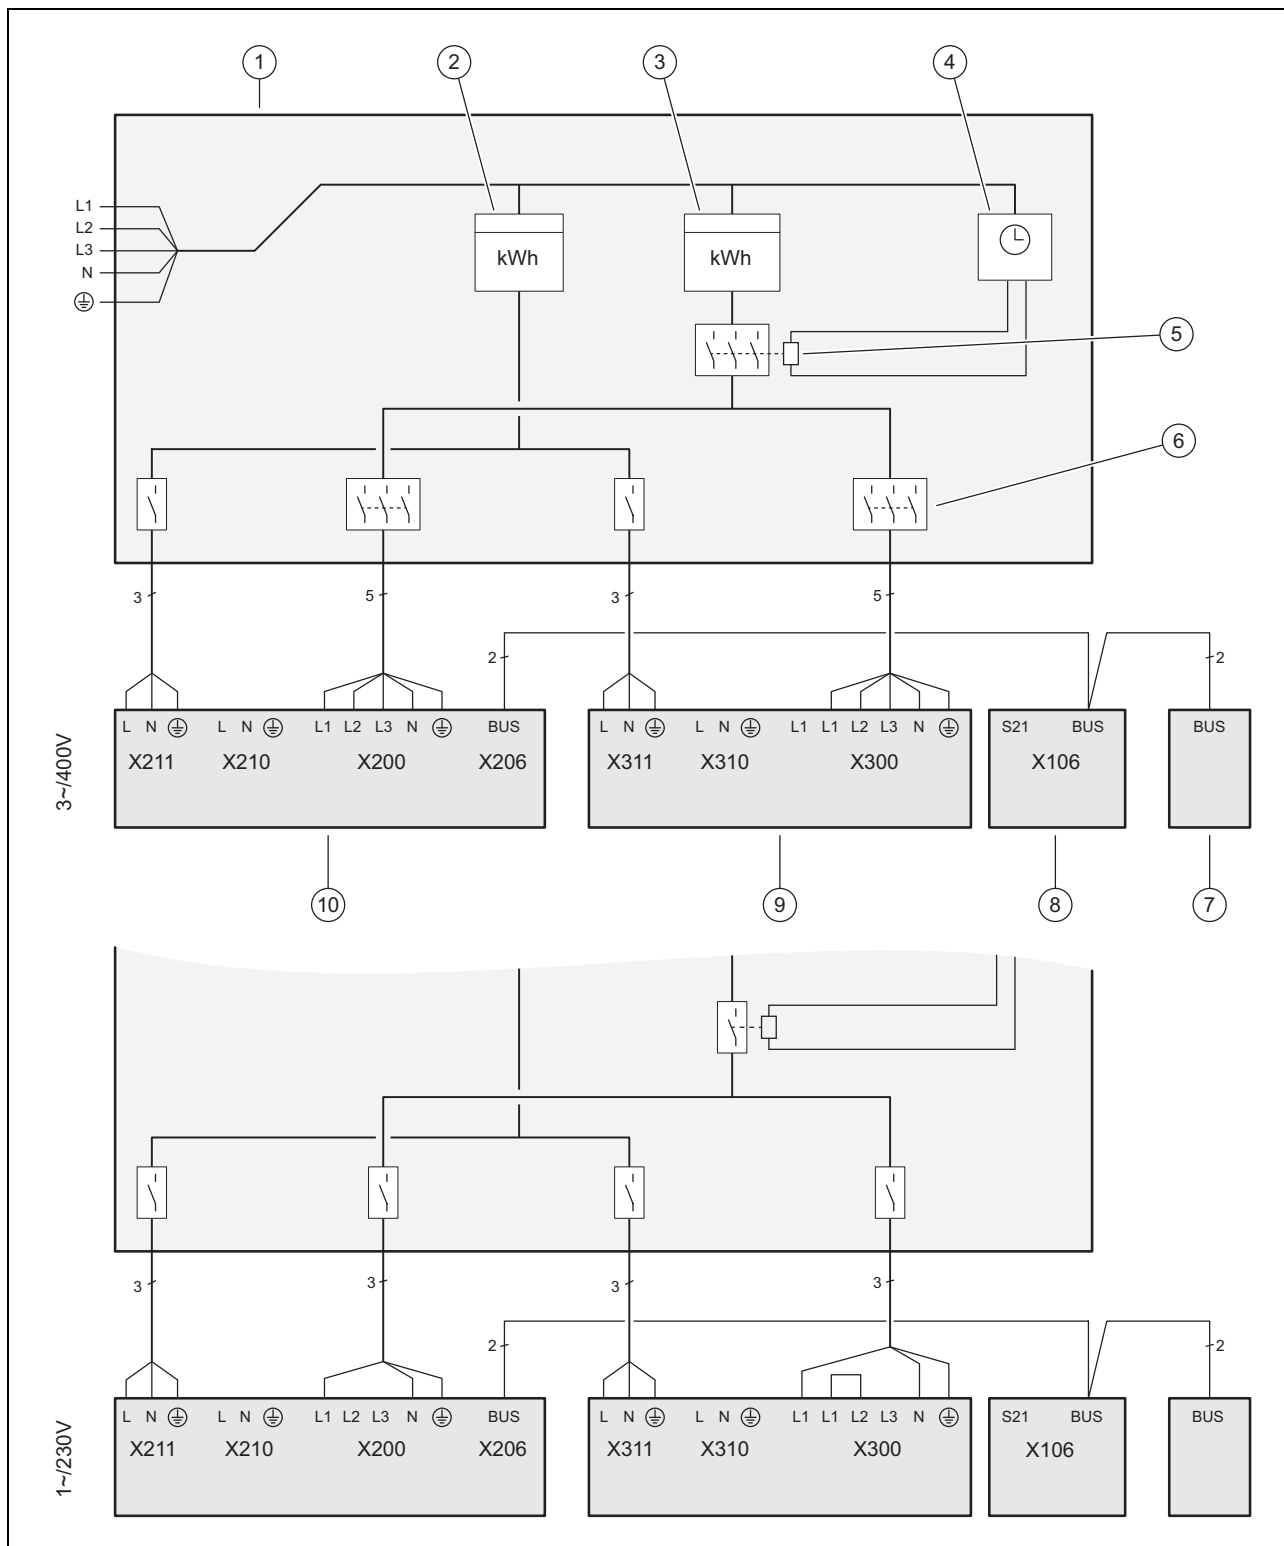 1 2 3 4
L1
L2
L3
N
kWh kWh
5
6
3 5 3 5
2 2
L N L N L1 L2 L3 N BUS L N L N L1 L1 L2 L3 N S21 BUS BUS
X211 X210 X200 X206 X311 X310 X300 X106
3~/400V
10 9 8 7
3 3 3 3
2 2
L N L N L1 L2 L3 N BUS L N L N L1 L1 L2 L3 N S21 BUS BUS
X211 X210 X200 X206 X311 X310 X300 X106
1~/230V